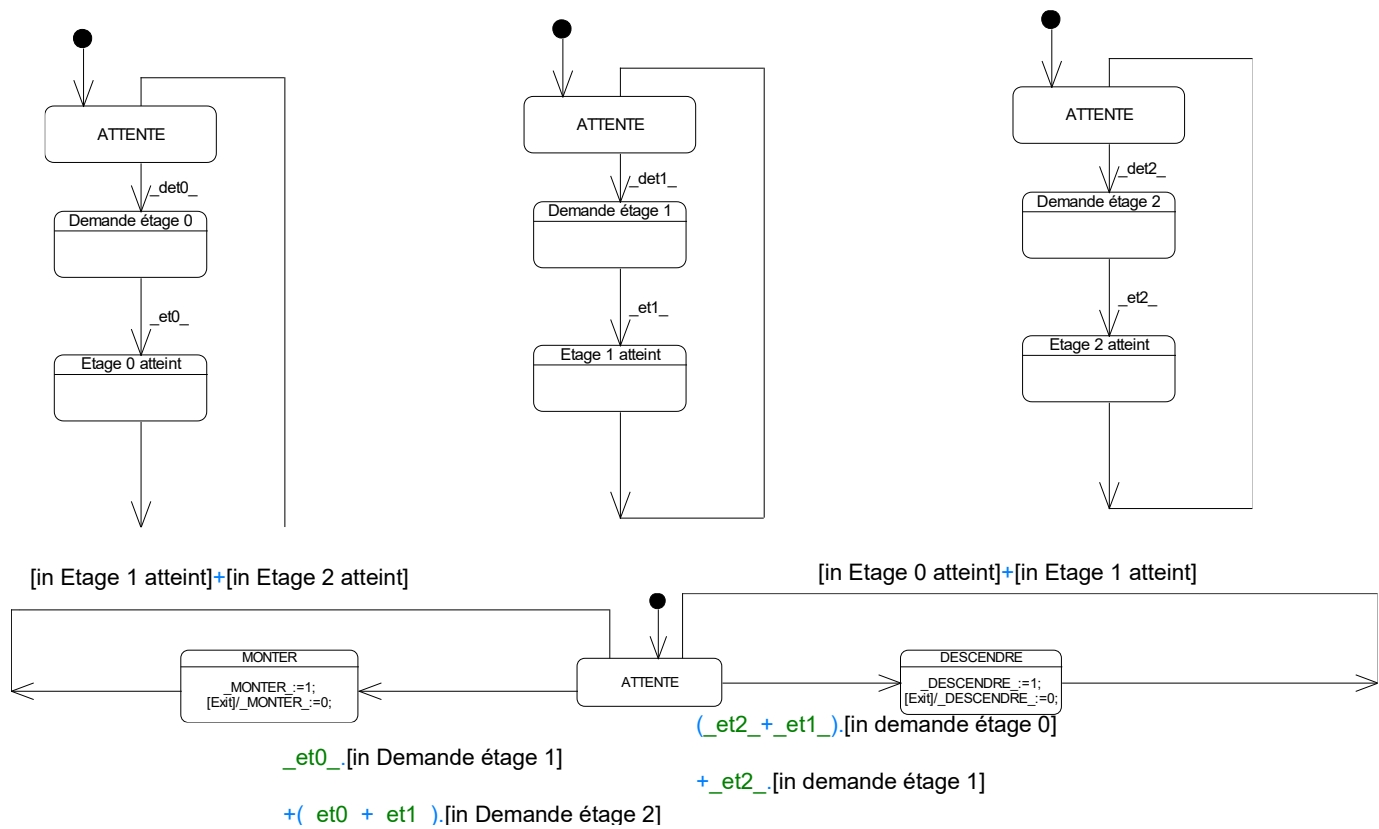 ATTENTE
_det0_
Demande étage 0
_et0_
Etage 0 atteint
ATTENTE
_det1_
Demande étage 1
_et1_
Etage 1 atteint
ATTENTE
_det2_
Demande étage 2
_et2_
Etage 2 atteint
[in Etage 1 atteint]+[in Etage 2 atteint]
[in Etage 0 atteint]+[in Etage 1 atteint]
MONTER
_MONTER_:=1;
[Exit]/_MONTER_:=0;
ATTENTE
DESCENDRE
_DESCENDRE_:=1;
[Exit]/_DESCENDRE_:=0;
_et0_.[in Demande étage 1]
+(_et0_+_et1_).[in Demande étage 2]
(_et2_+_et1_).[in demande étage 0]
+_et2_.[in demande étage 1]